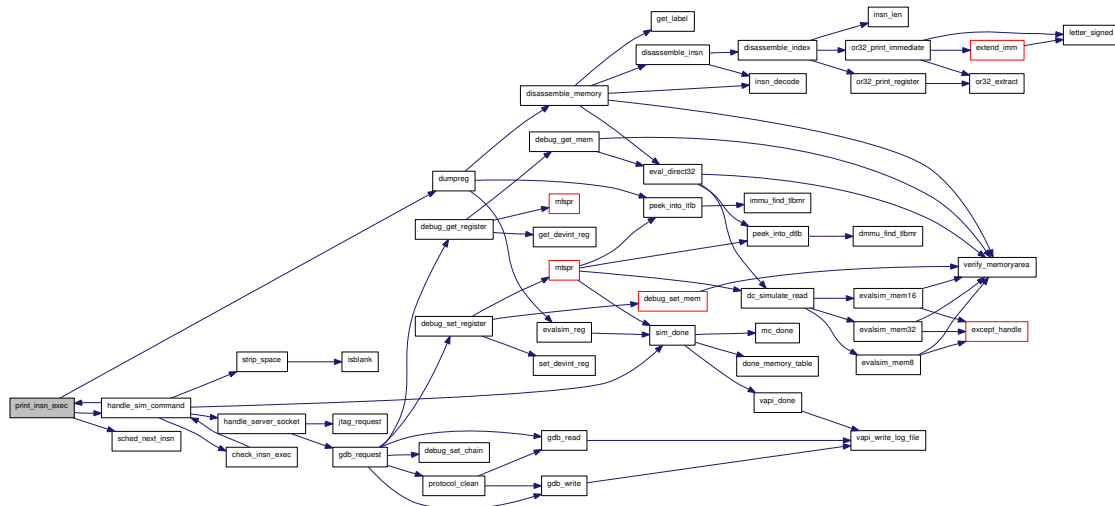 get_label
insn_len
letter_signed
disassemble_insn
disassemble_index
or32_print_immediate
extend_imm
insn_decode
or32_print_register
or32_extract
disassemble_memory
debug_get_mem
eval_direct32
dumpreg
peek_into_itlb
immu_find_tlbmr
mfspr
debug_get_register
get_devint_reg
peek_into_dtlb
dmmu_find_tlbmr
mtspr
verify_memoryarea
debug_set_mem
dc_simulate_read
evalsim_mem16
debug_set_register
evalsim_reg
sim_done
mc_done
evalsim_mem32
except_handle
strip_space
isblank
set_devint_reg
done_memory_table
evalsim_mem8
print_insn_exec
handle_sim_command
vapi_done
handle_server_socket
jtag_request
sched_next_insn
gdb_read
vapi_write_log_file
check_insn_exec
gdb_request
debug_set_chain
protocol_clean
gdb_write